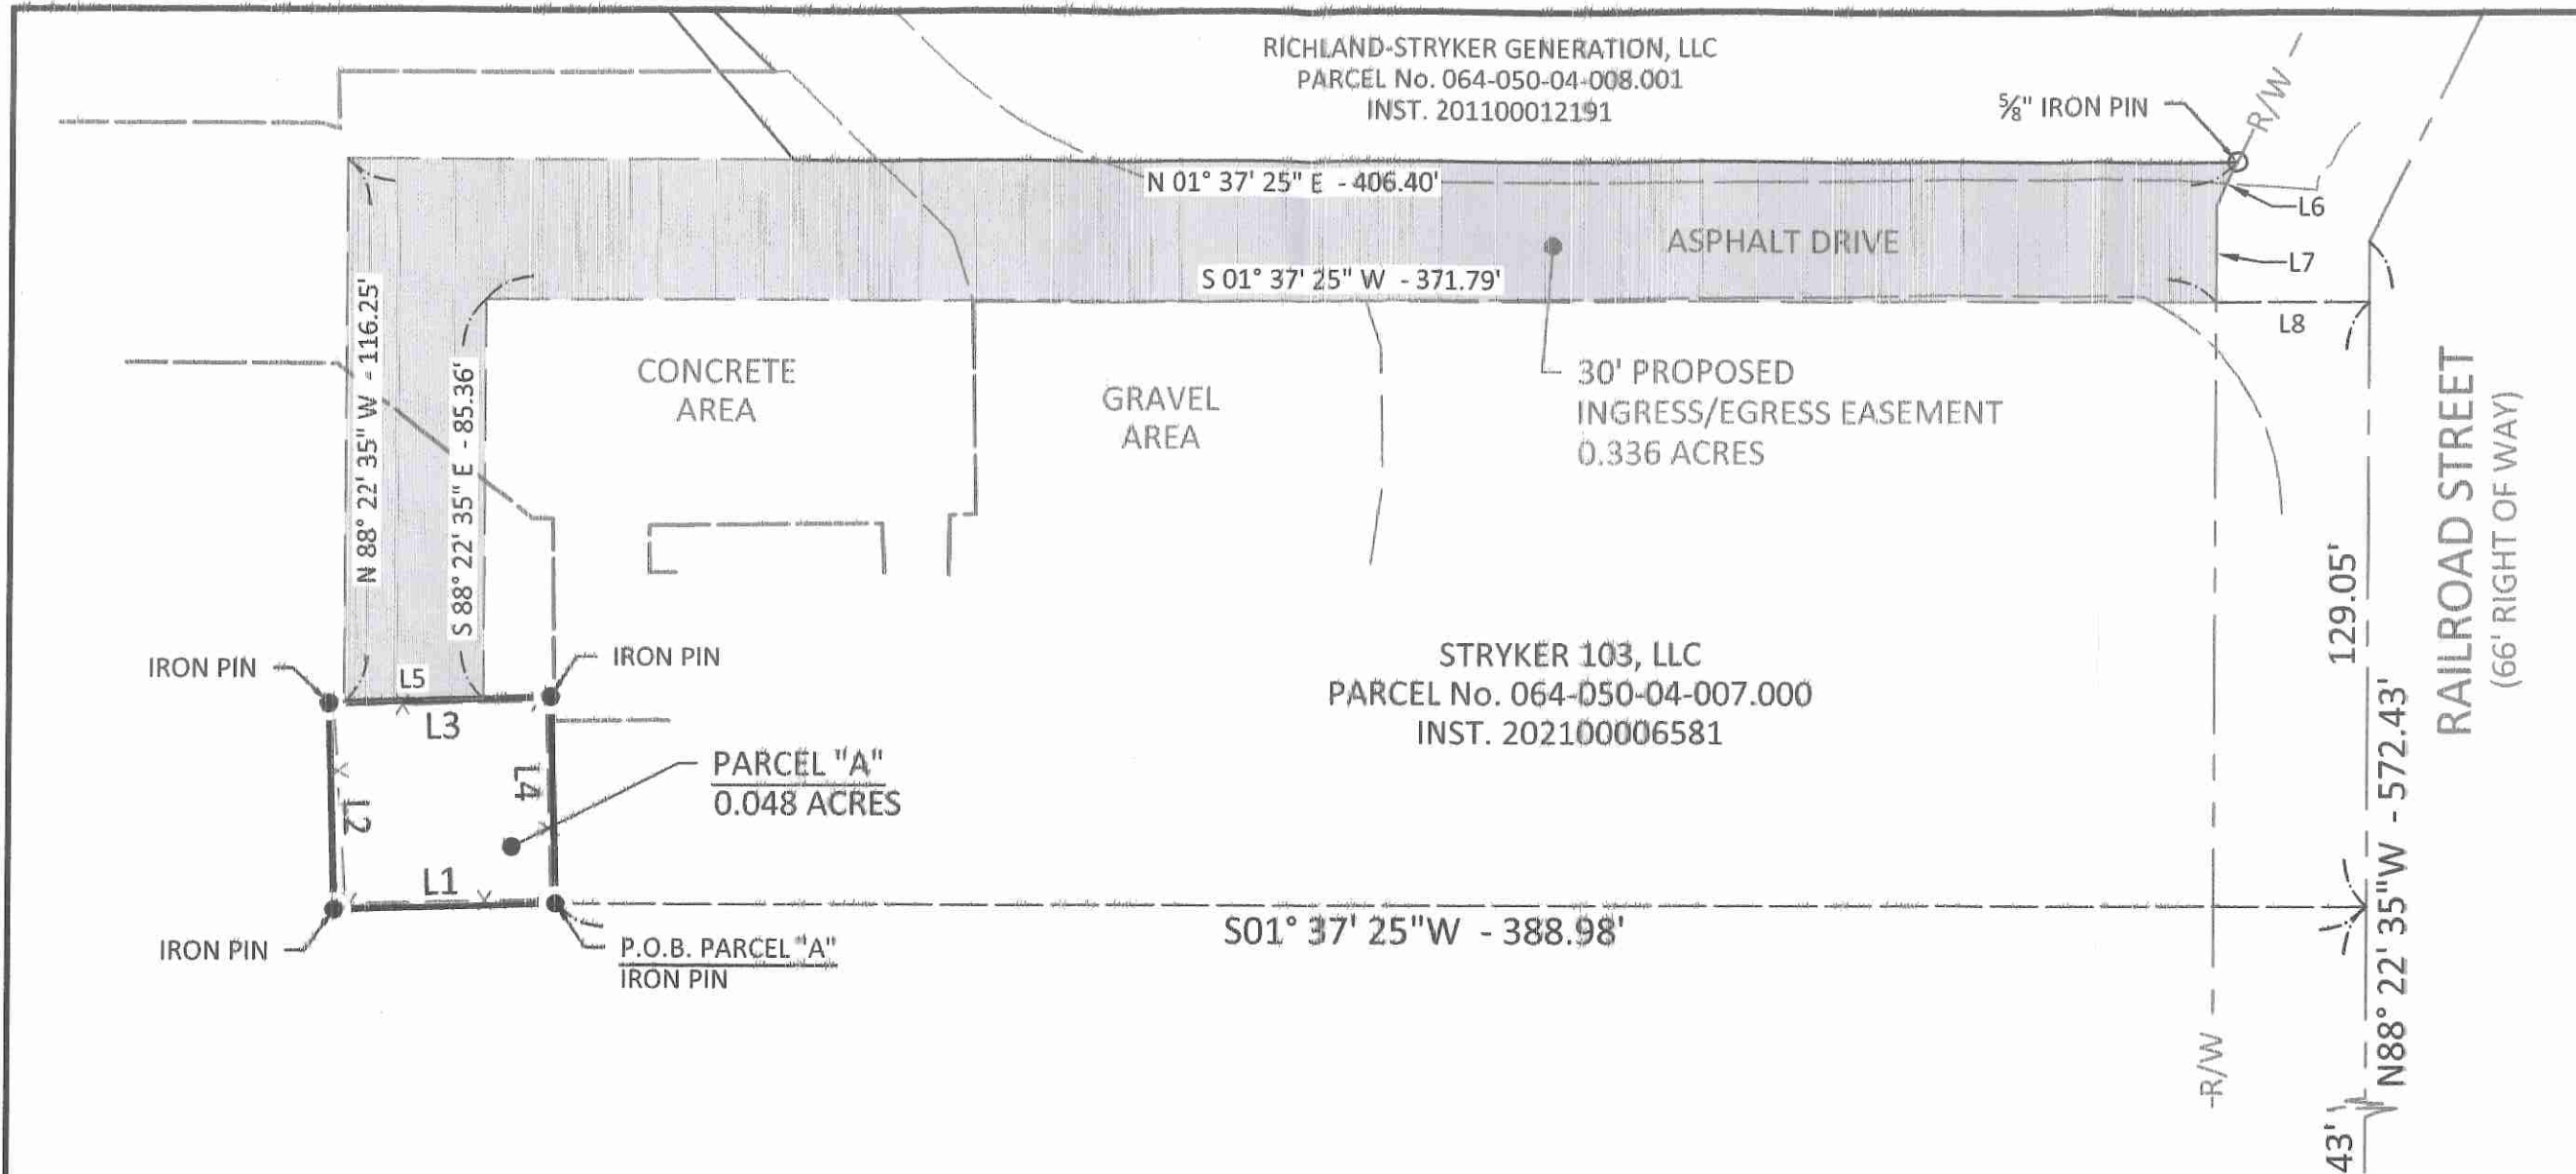 RICHLAND-STRYKER GENERATION, LLC
PARCEL No. 064-050-04-008.001
INST. 201100012191
⅝" IRON PIN
R/W
N 01° 37' 25" E - 406.40'
L6
ASPHALT DRIVE
L7
S 01° 37' 25" W - 371.79'
L8
N 88° 22' 35" W - 116.25'
S 88° 22' 35" E - 85.36'
CONCRETE
AREA
GRAVEL
AREA
30' PROPOSED
INGRESS/EGRESS EASEMENT
0.336 ACRES
RAILROAD STREET
(66' RIGHT OF WAY)
129.05'
IRON PIN
IRON PIN
L5
L3
STRYKER 103, LLC
PARCEL No. 064-050-04-007.000
INST. 202100006581
PARCEL "A"
0.048 ACRES
L4
L2
L1
N88° 22' 35"W - 572.43'
S01° 37' 25"W - 388.98'
IRON PIN
P.O.B. PARCEL "A"
IRON PIN
R/W
43'